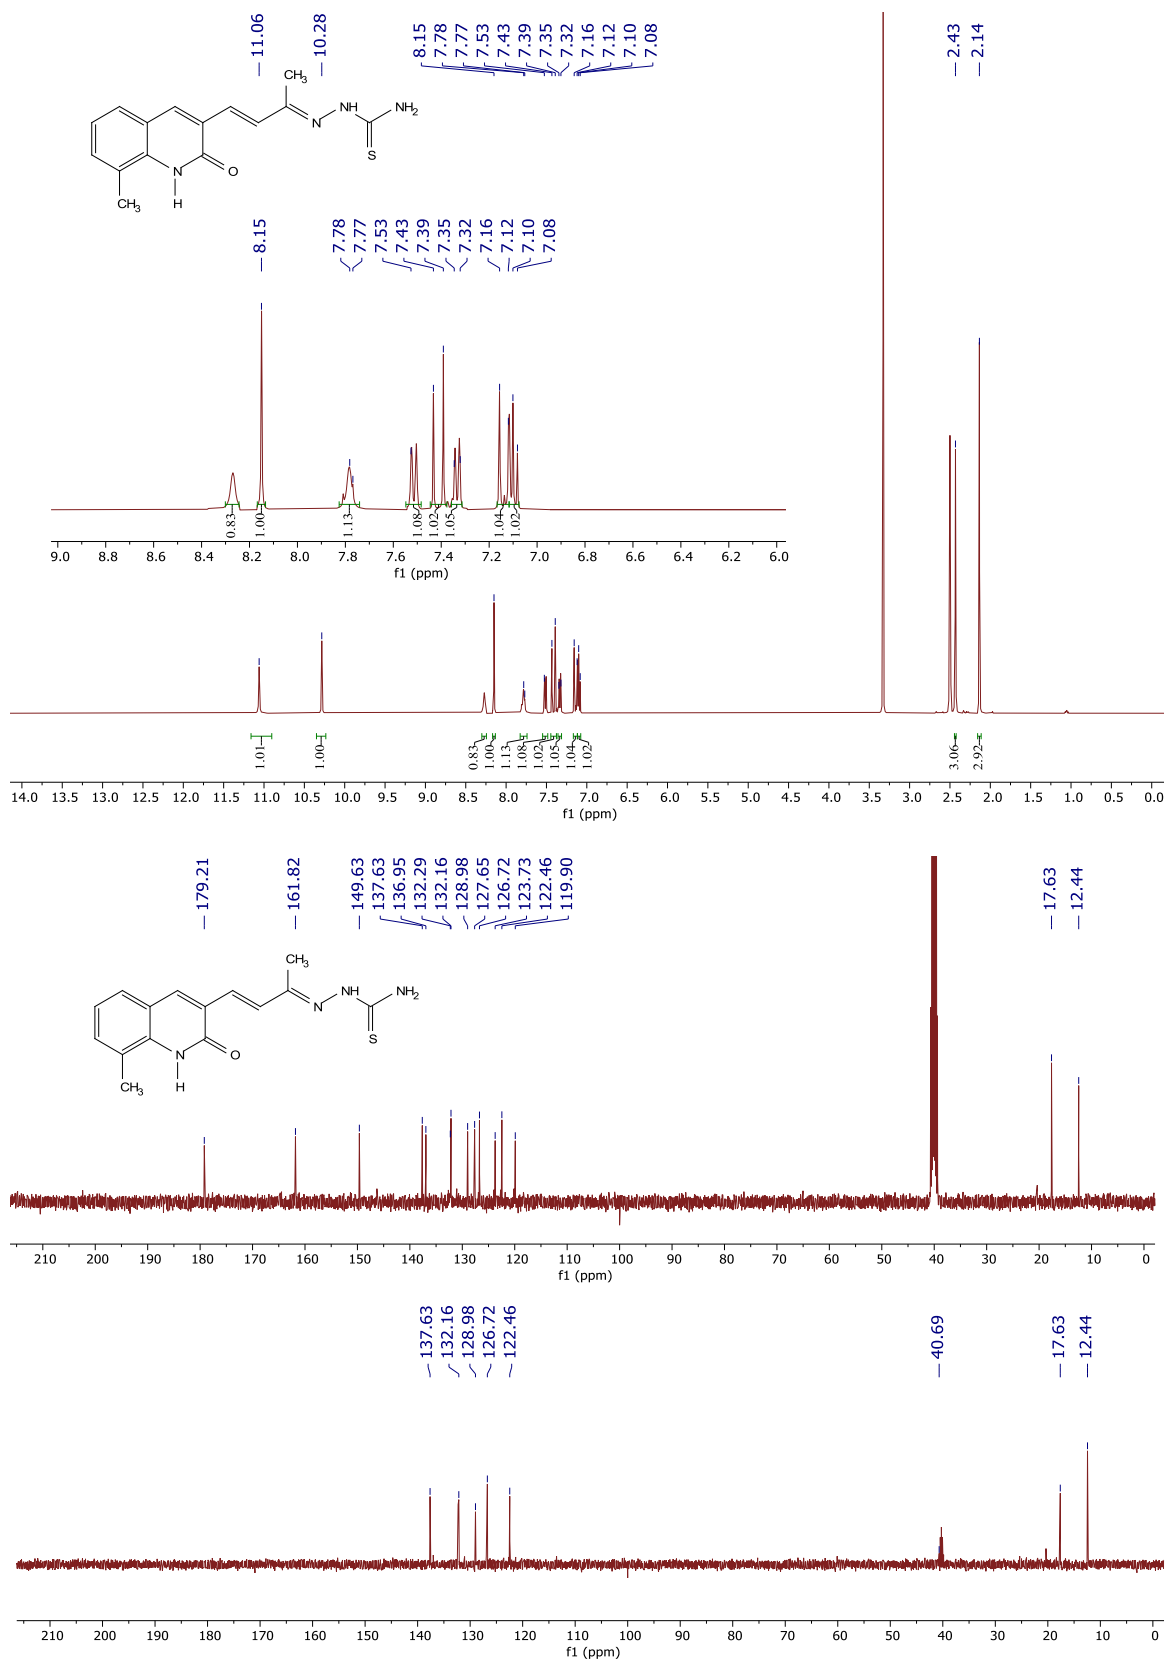 11.06 10.28 8.15 7.78 7.77 7.53 7.43 7.39 7.35 7.32 7.16 7.12 7.10 7.08 2.43 2.14
CH3
N NH NH2
S
N O
CH3 H
8.15 7.78 7.77 7.53 7.43 7.39 7.35 7.32 7.16 7.12 7.10 7.08
0.83 1.00 1.13 1.08 1.02 1.05 1.04 1.02
9.0 8.8 8.6 8.4 8.2 8.0 7.8 7.6 7.4 7.2 7.0 6.8 6.6 6.4 6.2 6.0
f1 (ppm)
1.01 1.00 0.83 1.00 1.13 1.08 1.02 1.05 1.04 1.02 3.06 2.92
14.0 13.5 13.0 12.5 12.0 11.5 11.0 10.5 10.0 9.5 9.0 8.5 8.0 7.5 7.0 6.5 6.0 5.5 5.0 4.5 4.0 3.5 3.0 2.5 2.0 1.5 1.0 0.5 0.0
f1 (ppm)
179.21 161.82 149.63 137.63 136.95 132.29 132.16 128.98 127.65 126.72 123.73 122.46 119.90 17.63 12.44
CH3
N NH NH2
S
N O
CH3 H
210 200 190 180 170 160 150 140 130 120 110 100 90 80 70 60 50 40 30 20 10 0
f1 (ppm)
137.63 132.16 128.98 126.72 122.46 40.69 17.63 12.44
210 200 190 180 170 160 150 140 130 120 110 100 90 80 70 60 50 40 30 20 10 0
f1 (ppm)